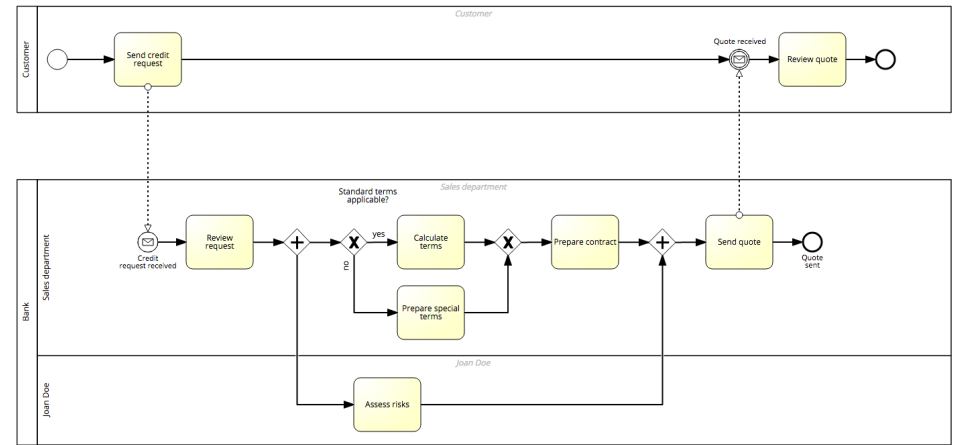 Customer
Customer
Send credit
request
Quote received
Review quote
Bank
Sales department
Sales department
Credit
request received
Review
request
Standard terms
applicable?
yes
no
Calculate
terms
Prepare special
terms
Prepare contract
Send quote
Quote
sent
Joan Doe
Joan Doe
Assess risks